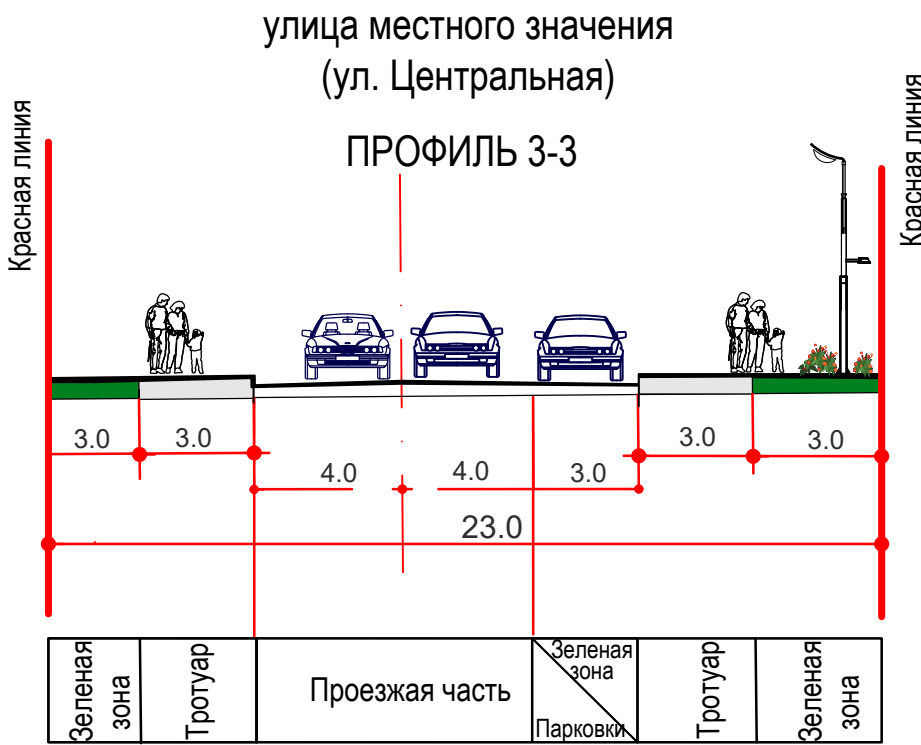 улица местного значения
(ул. Центральная)
ПРОФИЛЬ 3-3
Красная линия
Красная линия
3.0
3.0
3.0
3.0
4.0
4.0
3.0
23.0
Зеленая
зона
Тротуар
Проезжая часть
Зеленая
зона
Парковки
Тротуар
Зеленая
зона